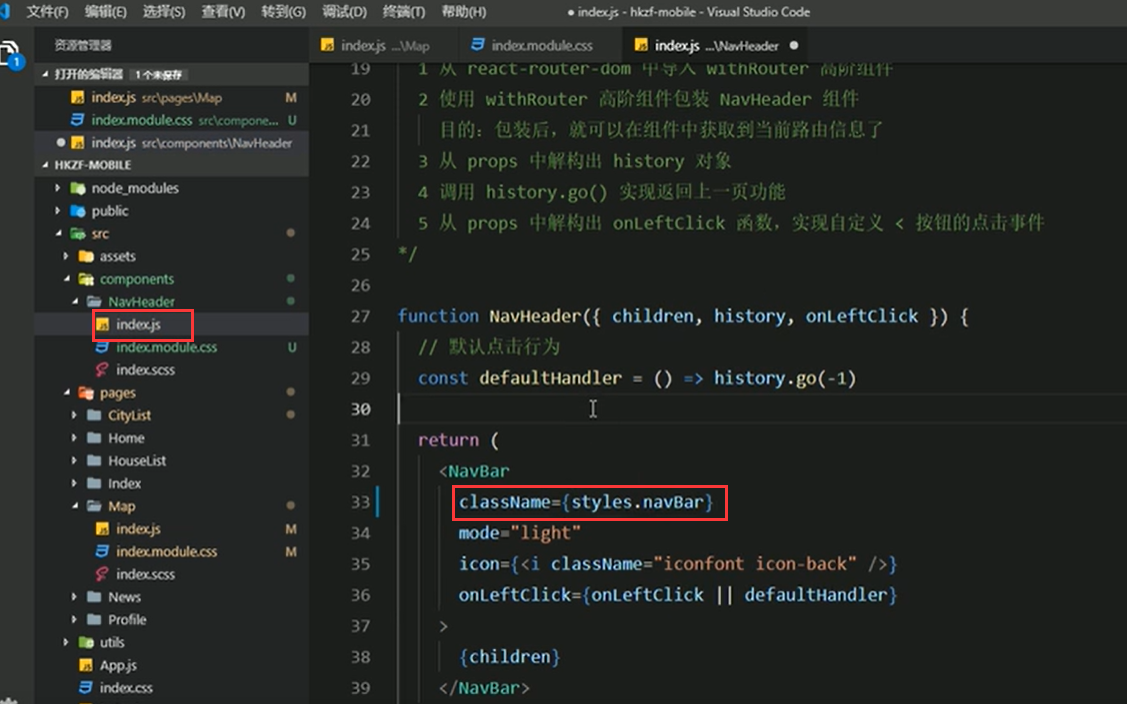 文件(F) 编辑(E) 选择(S) 查看(V) 转到(G) 调试(D) 终端(T) 帮助(H) ● index.js - hkzf-mobile - Visual Studio Code
资源管理器
1
打开的编辑器 1 个未保存
index.js src\pages\Map M
index.module.css src\compone... U
● index.js src\components\NavHeader
HKZF-MOBILE
node_modules
public
src
assets
components
NavHeader
index.js
index.module.css U
index.scss
pages
CityList
Home
HouseList
Index
Map
index.js M
index.module.css M
index.scss
News
Profile
utils
App.js
index.css
index.js ...\Map index.module.css index.js ...\NavHeader ●
19 1 从 react-router-dom 中导入 withRouter 高阶组件
20 2 使用 withRouter 高阶组件包装 NavHeader 组件
21 目的：包装后，就可以在组件中获取到当前路由信息了
22 3 从 props 中解构出 history 对象
23 4 调用 history.go() 实现返回上一页功能
24 5 从 props 中解构出 onLeftClick 函数，实现自定义 < 按钮的点击事件
25 */
26
27 function NavHeader({ children, history, onLeftClick }) {
28 // 默认点击行为
29 const defaultHandler = () => history.go(-1)
30
31 return (
32 <NavBar
33 className={styles.navBar}
34 mode="light"
35 icon={<i className="iconfont icon-back" />}
36 onLeftClick={onLeftClick || defaultHandler}
37 >
38 {children}
39 </NavBar>